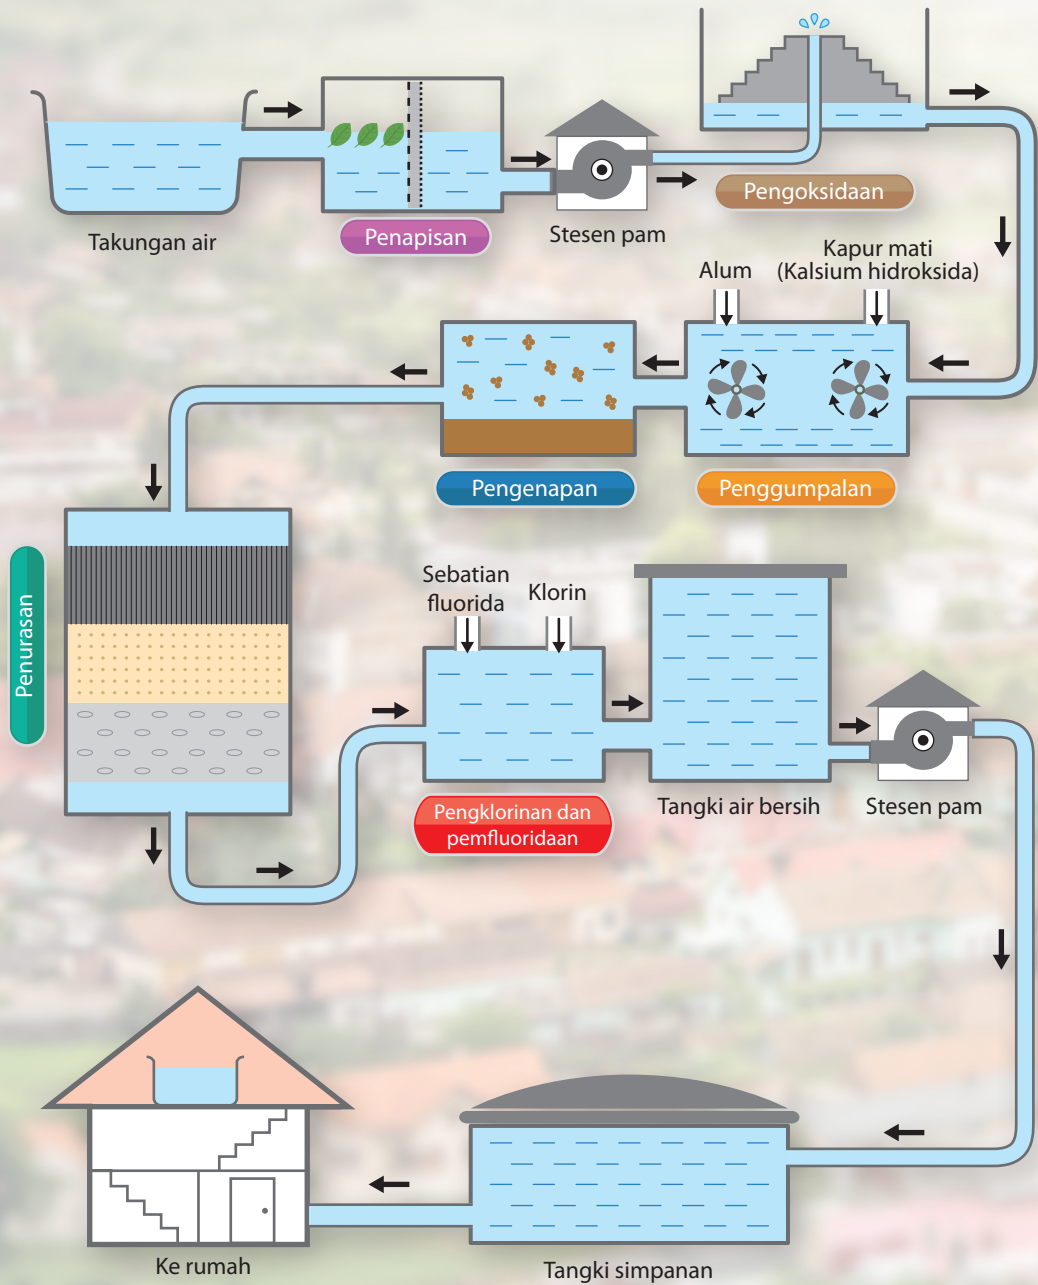 Takungan air
Penapisan
Stesen pam
Pengoksidaan
Alum
Kapur mati
(Kalsium hidroksida)
Pengenapan
Penggumpalan
Penurasan
Sebatian
fluorida
Klorin
Pengklorinan dan
pemfluoridaan
Tangki air bersih
Stesen pam
Ke rumah
Tangki simpanan